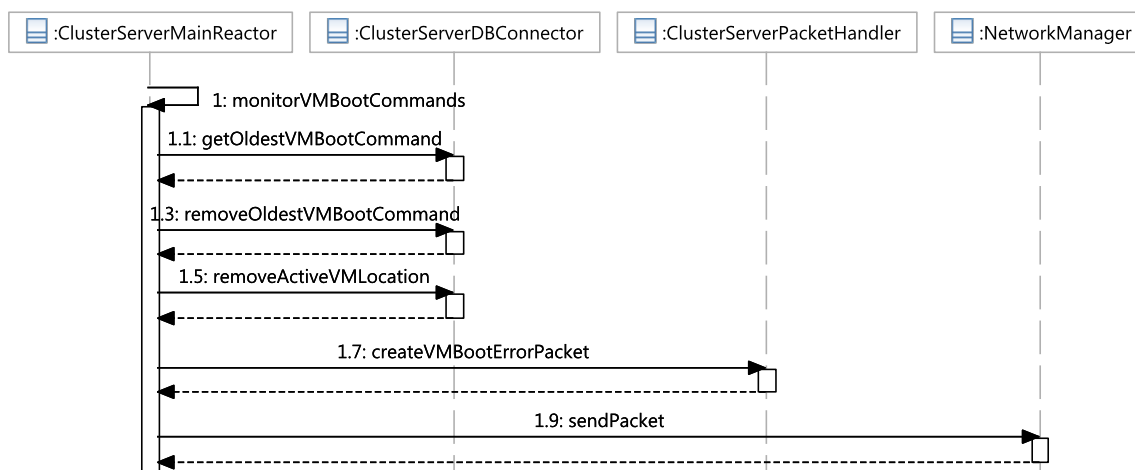 :ClusterServerMainReactor
:ClusterServerDBConnector
:ClusterServerPacketHandler
:NetworkManager
1: monitorVMBootCommands
1.1: getOldestVMBootCommand
1.3: removeOldestVMBootCommand
1.5: removeActiveVMLocation
1.7: createVMBootErrorPacket
1.9: sendPacket